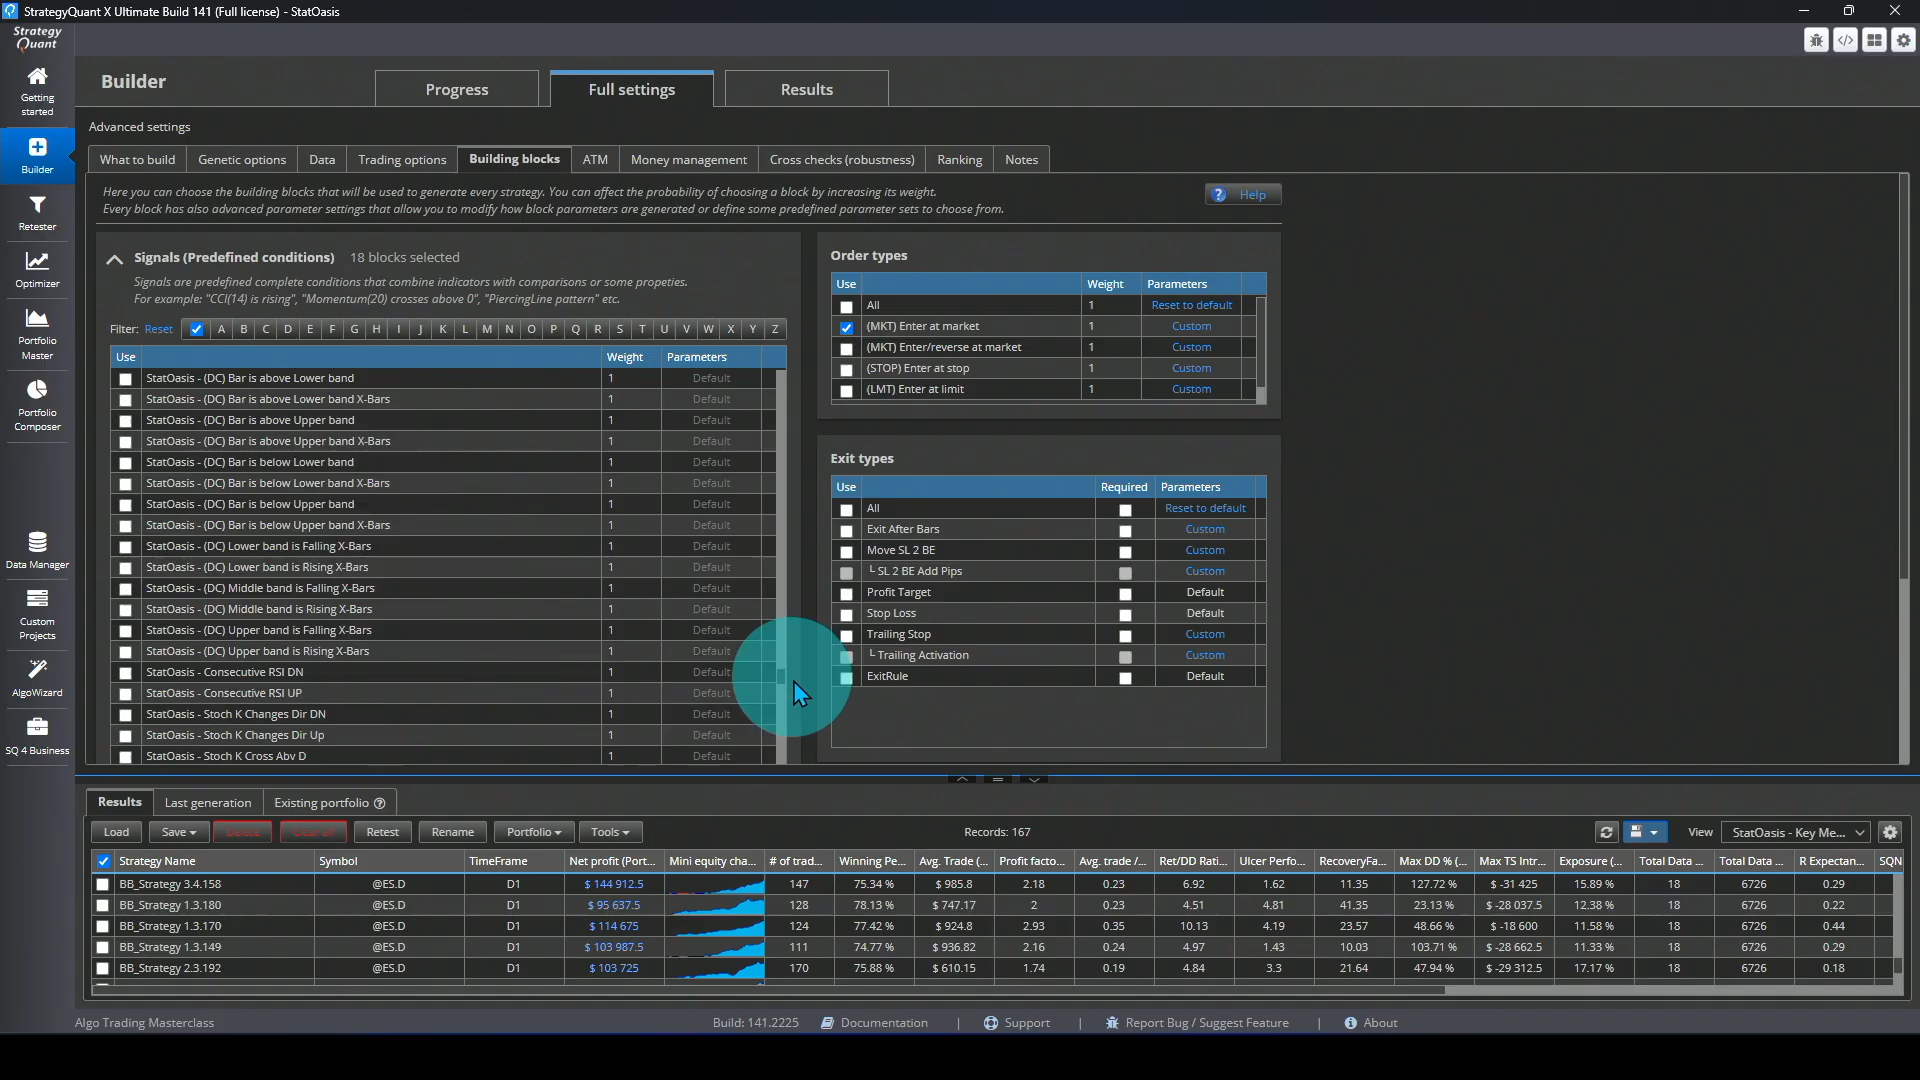 StrategyQuant X Ultimate Build 141 (Full license) - StatOasis
Strategy
Quant
Getting
started
Builder
Retester
Optimizer
Portfolio
Master
Portfolio
Composer
Data Manager
Custom
Projects
AlgoWizard
SQ 4 Business
Builder
Progress
Full settings
Results
Advanced settings
What to build
Genetic options
Data
Trading options
Building blocks
ATM
Money management
Cross checks (robustness)
Ranking
Notes
Here you can choose the building blocks that will be used to generate every strategy. You can affect the probability of choosing a block by increasing its weight.
Every block has also advanced parameter settings that allow you to modify how block parameters are generated or define some predefined parameter sets to choose from.
? Help
Signals (Predefined conditions) 18 blocks selected
Signals are predefined complete conditions that combine indicators with comparisons or some propeties.
For example: "CCI(14) is rising", "Momentum(20) crosses above 0", "PiercingLine pattern" etc.
Filter: Reset A B C D E F G H I J K L M N O P Q R S T U V W X Y Z
Use Weight Parameters
StatOasis - (DC) Bar is above Lower band 1 Default
StatOasis - (DC) Bar is above Lower band X-Bars 1 Default
StatOasis - (DC) Bar is above Upper band 1 Default
StatOasis - (DC) Bar is above Upper band X-Bars 1 Default
StatOasis - (DC) Bar is below Lower band 1 Default
StatOasis - (DC) Bar is below Lower band X-Bars 1 Default
StatOasis - (DC) Bar is below Upper band 1 Default
StatOasis - (DC) Bar is below Upper band X-Bars 1 Default
StatOasis - (DC) Lower band is Falling X-Bars 1 Default
StatOasis - (DC) Lower band is Rising X-Bars 1 Default
StatOasis - (DC) Middle band is Falling X-Bars 1 Default
StatOasis - (DC) Middle band is Rising X-Bars 1 Default
StatOasis - (DC) Upper band is Falling X-Bars 1 Default
StatOasis - (DC) Upper band is Rising X-Bars 1 Default
StatOasis - Consecutive RSI DN 1 Default
StatOasis - Consecutive RSI UP 1 Default
StatOasis - Stoch K Changes Dir DN 1 Default
StatOasis - Stoch K Changes Dir Up 1 Default
StatOasis - Stoch K Cross Abv D 1 Default
Order types
Use Weight Parameters
All 1 Reset to default
(MKT) Enter at market 1 Custom
(MKT) Enter/reverse at market 1 Custom
(STOP) Enter at stop 1 Custom
(LMT) Enter at limit 1 Custom
Exit types
Use Required Parameters
All Reset to default
Exit After Bars Custom
Move SL 2 BE Custom
SL 2 BE Add Pips Custom
Profit Target Default
Stop Loss Default
Trailing Stop Custom
Trailing Activation Custom
ExitRule Default
Results
Last generation
Existing portfolio ?
Load
Save
Delete
Clear all
Retest
Rename
Portfolio
Tools
Records: 167
View
StatOasis - Key Me...
Strategy Name Symbol TimeFrame Net profit (Port... Mini equity cha... # of trad... Winning Pe... Avg. Trade (... Profit facto... Avg. trade /... Ret/DD Rati... Ulcer Perfo... RecoveryFa... Max DD % (... Max TS Intr... Exposure (... Total Data ... Total Data ... R Expectan... SQN
BB_Strategy 3.4.158 @ES.D D1 $ 144 912.5 147 75.34 % $ 985.8 2.18 0.23 6.92 1.62 11.35 127.72 % $ -31 425 15.89 % 18 6726 0.29
BB_Strategy 1.3.180 @ES.D D1 $ 95 637.5 128 78.13 % $ 747.17 2 0.23 4.51 4.81 41.35 23.13 % $ -28 037.5 12.38 % 18 6726 0.22
BB_Strategy 1.3.170 @ES.D D1 $ 114 675 124 77.42 % $ 924.8 2.93 0.35 10.13 4.19 23.57 48.66 % $ -18 600 11.58 % 18 6726 0.44
BB_Strategy 1.3.149 @ES.D D1 $ 103 987.5 111 74.77 % $ 936.82 2.16 0.24 4.97 1.43 10.03 103.71 % $ -28 662.5 11.33 % 18 6726 0.29
BB_Strategy 2.3.192 @ES.D D1 $ 103 725 170 75.88 % $ 610.15 1.74 0.19 4.84 3.3 21.64 47.94 % $ -29 312.5 17.17 % 18 6726 0.18
Algo Trading Masterclass
Build: 141.2225
Documentation
|
Support
|
Report Bug / Suggest Feature
|
About